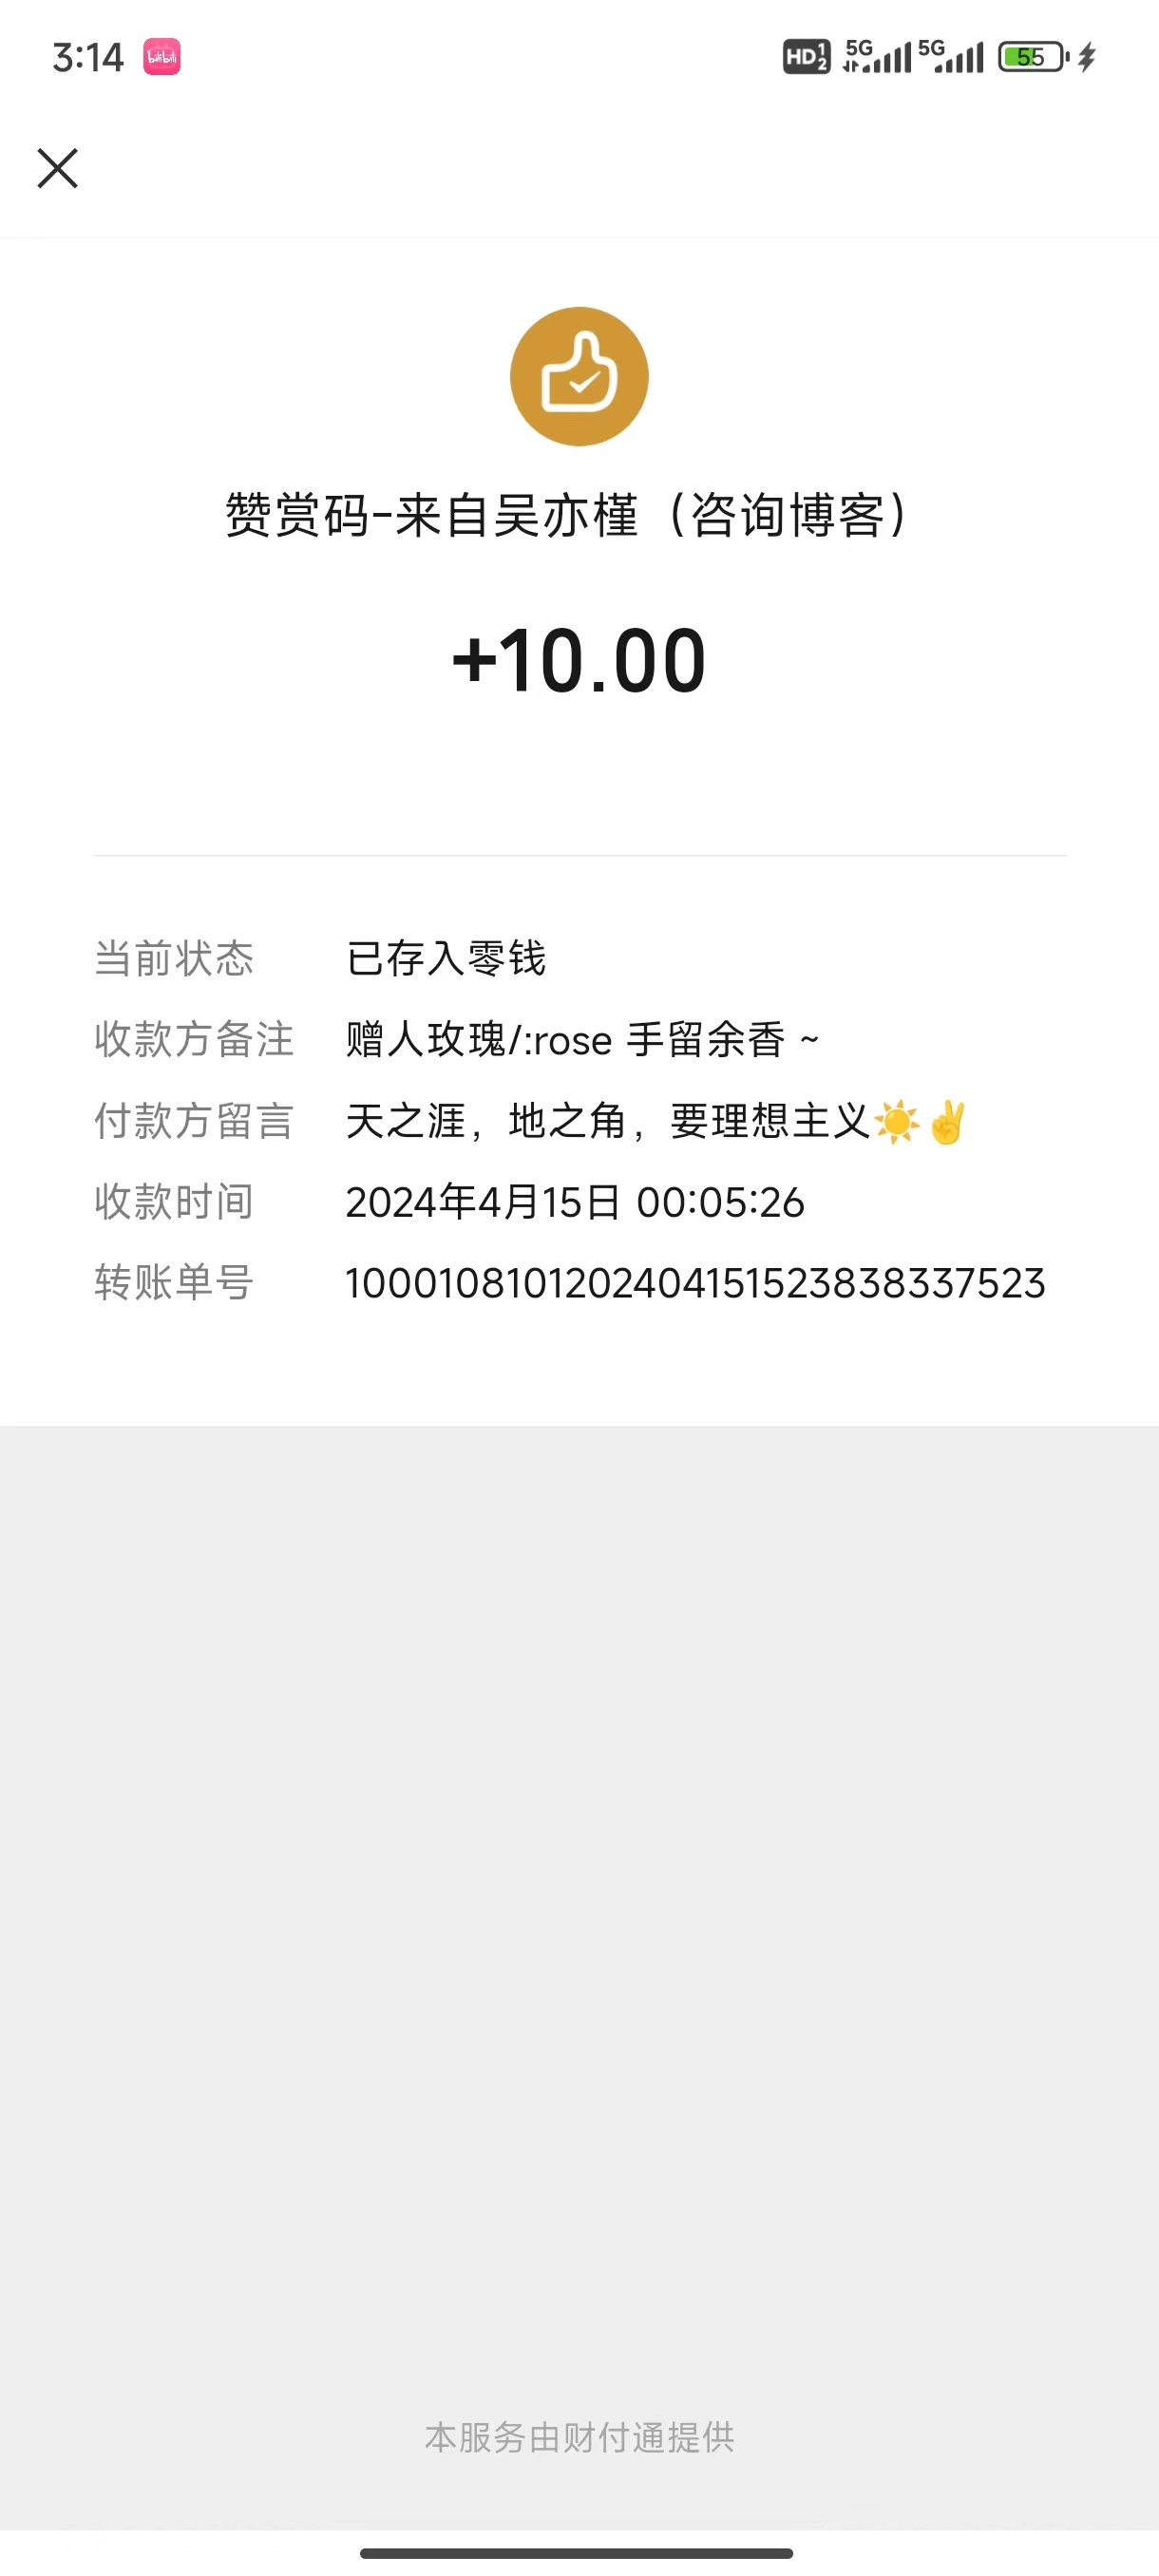 3:14 bilibili HD 1 2 5G 5G 55
赞赏码-来自吴亦槿（咨询博客）
+10.00
当前状态 已存入零钱
收款方备注 赠人玫瑰/:rose 手留余香 ~
付款方留言 天之涯，地之角，要理想主义☀️✌️
收款时间 2024年4月15日 00:05:26
转账单号 1000108101202404151523838337523
本服务由财付通提供